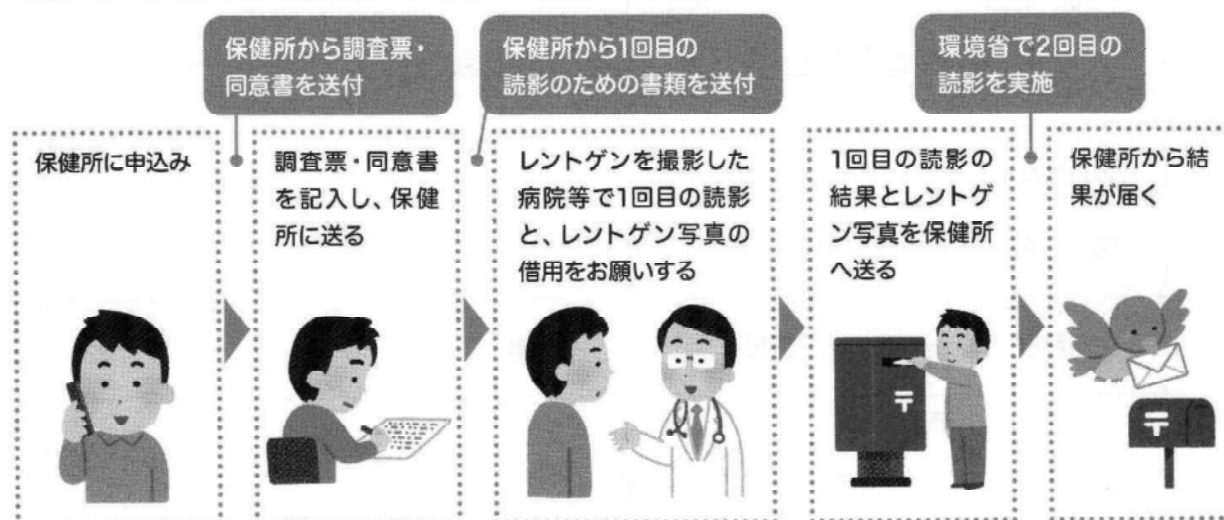 保健所から調査票・
同意書を送付
保健所から1回目の
読影のための書類を送付
環境省で2回目の
読影を実施
保健所に申込み
調査票・同意書
を記入し、保健
所に送る
レントゲンを撮影した
病院等で1回目の読影
と、レントゲン写真の
借用をお願いする
1回目の読影の
結果とレントゲ
ン写真を保健所
へ送る
保健所から結
果が届く
〒
〒